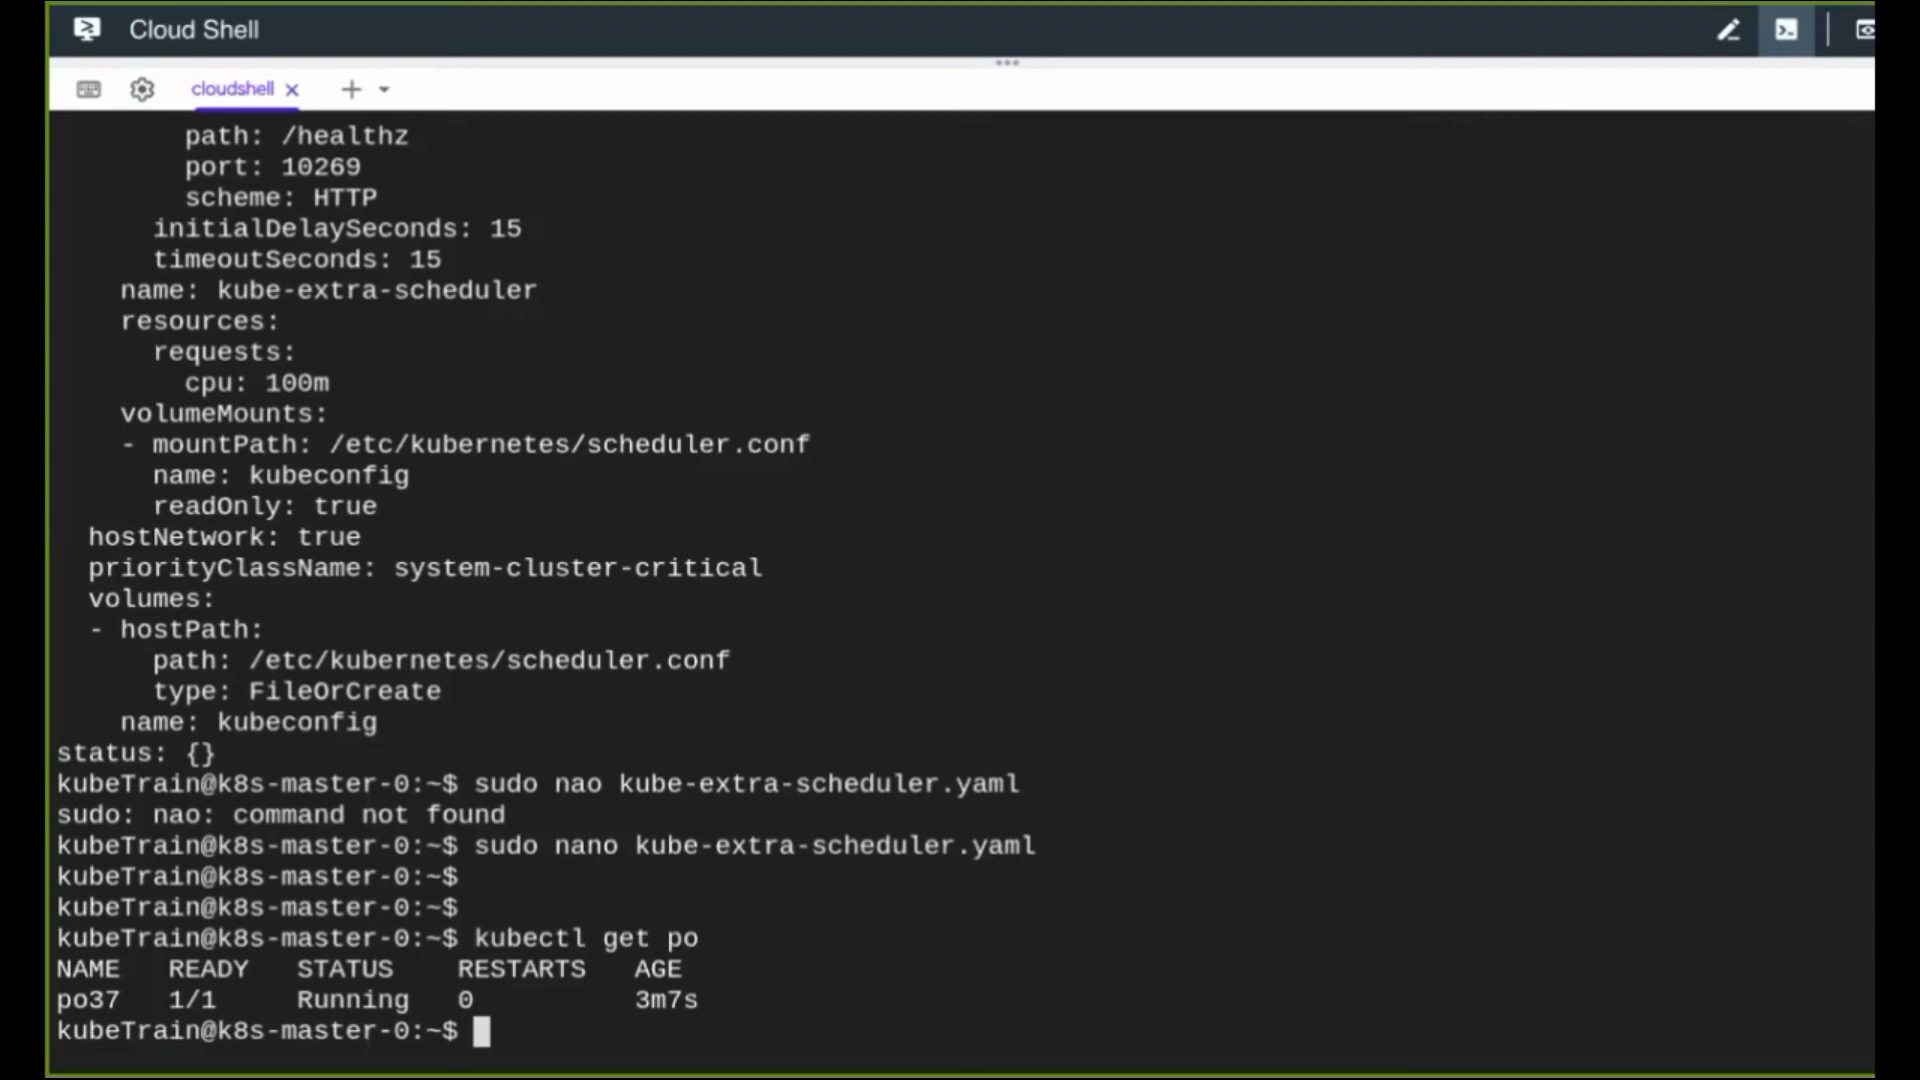 Cloud Shell
cloudshell
path: /healthz
port: 10269
scheme: HTTP
initialDelaySeconds: 15
timeoutSeconds: 15
name: kube-extra-scheduler
resources:
requests:
cpu: 100m
volumeMounts:
- mountPath: /etc/kubernetes/scheduler.conf
name: kubeconfig
readOnly: true
hostNetwork: true
priorityClassName: system-cluster-critical
volumes:
- hostPath:
path: /etc/kubernetes/scheduler.conf
type: FileOrCreate
name: kubeconfig
status: {}
kubeTrain@k8s-master-0:~$ sudo nao kube-extra-scheduler.yaml
sudo: nao: command not found
kubeTrain@k8s-master-0:~$ sudo nano kube-extra-scheduler.yaml
kubeTrain@k8s-master-0:~$
kubeTrain@k8s-master-0:~$
kubeTrain@k8s-master-0:~$ kubectl get po
NAME READY STATUS RESTARTS AGE
po37 1/1 Running 0 3m7s
kubeTrain@k8s-master-0:~$